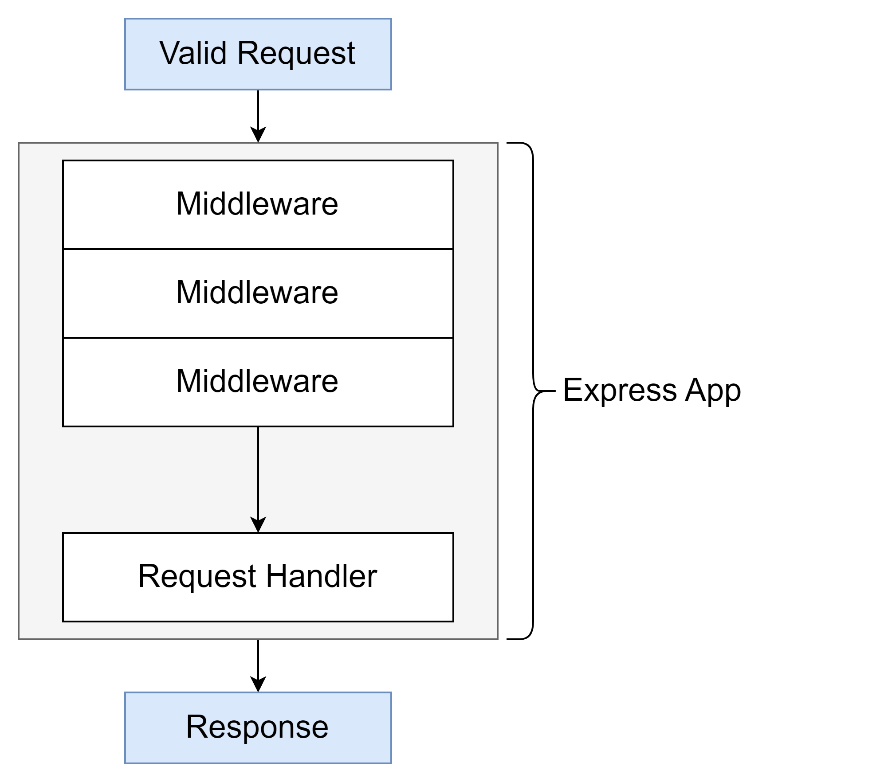 Valid Request
Middleware
Middleware
Middleware
Express App
Request Handler
Response